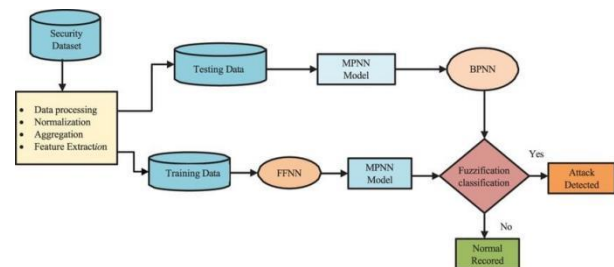 Security
Dataset
Testing Data
MPNN
Model
BPNN
• Data processing
• Normalization
• Aggregation
• Feature Extraction
Training Data
FFNN
MPNN
Model
Fuzzification
classification
Yes
Attack
Detected
No
Normal
Recored